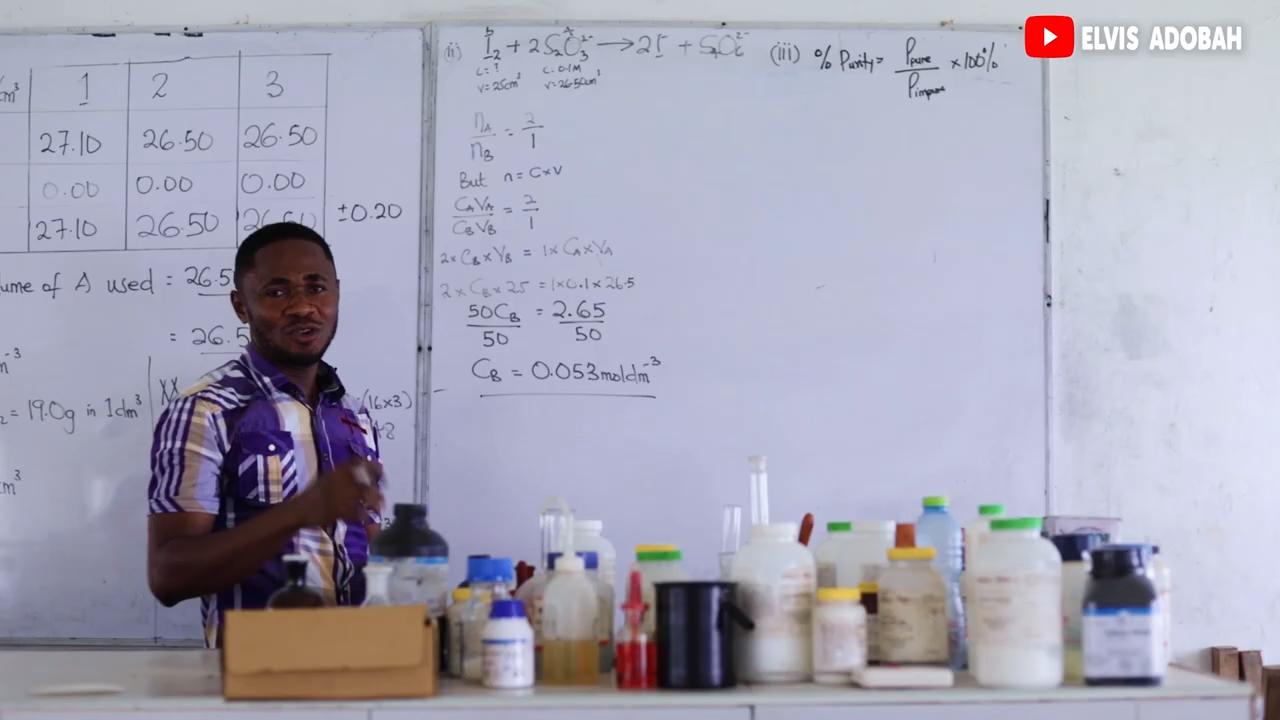 ELVIS ADOBAH
cm³ 1 2 3
27.10 26.50 26.50
0.00 0.00 0.00
27.10 26.50 ±0.20
ume of A used = 26.5
= 26.5
-3
= 19.0g in 1dm³
(16×3)
(ii) I₂ + 2S₂O₃²⁻ → 2I⁻ + S₄O₆²⁻
C=? C=0.1M
V=25cm³ V=26.50cm³
nA/nB = 2/1
But n = C×V
CAVA/CBVB = 2/1
2×CB×VB = 1×CA×VA
2×CB×25 = 1×0.1×26.5
50CB/50 = 2.65/50
CB = 0.053moldm⁻³
(iii) % Purity = Ppure/Pimpure ×100%